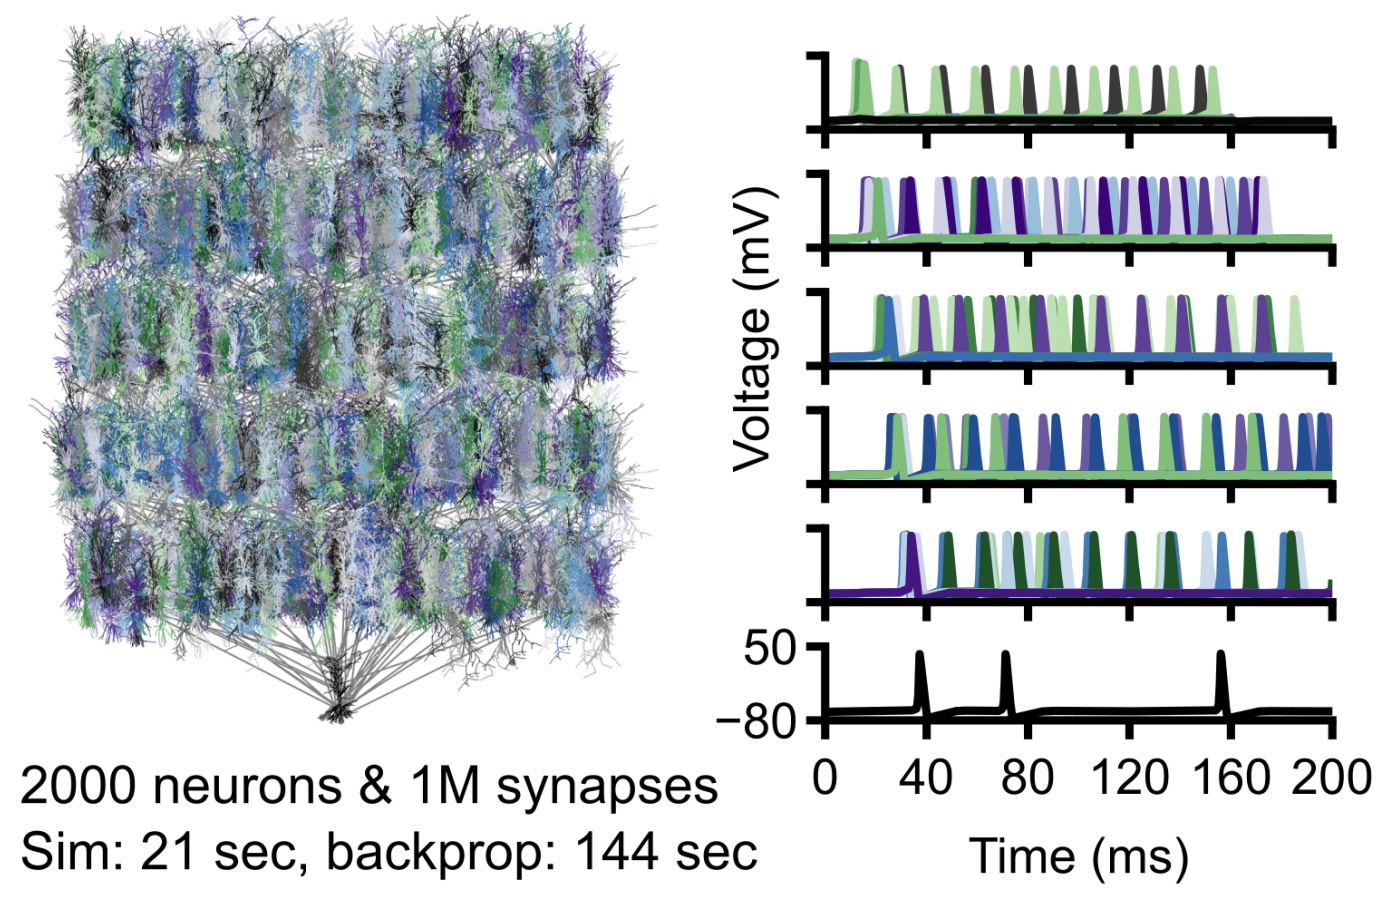 Voltage (mV)
50
−80
0 40 80 120 160 200
Time (ms)
2000 neurons & 1M synapses
Sim: 21 sec, backprop: 144 sec